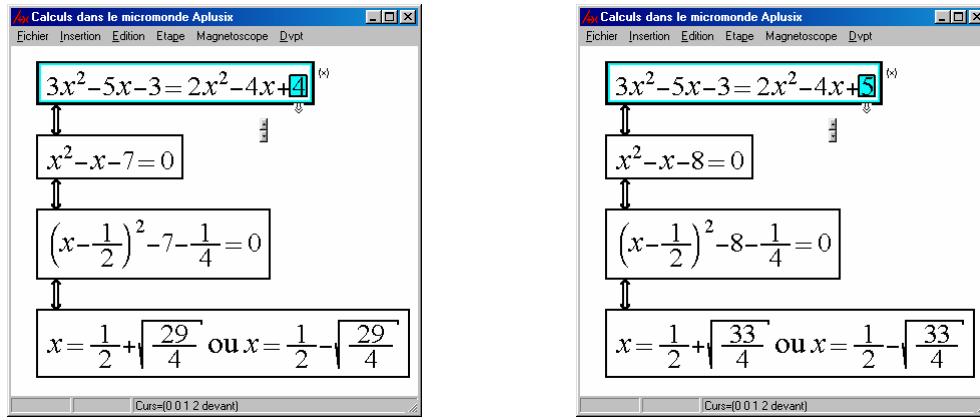 Calculs dans le micromonde Aplusix
Fichier Insertion Edition Etape Magnetoscope Dvpt
3x²−5x−3=2x²−4x+4 (x)
x²−x−7=0
(x−1/2)²−7−1/4=0
x=1/2+√(29/4) ou x=1/2−√(29/4)
Curs=(0 0 1 2 devant)
Calculs dans le micromonde Aplusix
Fichier Insertion Edition Etape Magnetoscope Dvpt
3x²−5x−3=2x²−4x+5 (x)
x²−x−8=0
(x−1/2)²−8−1/4=0
x=1/2+√(33/4) ou x=1/2−√(33/4)
Curs=(0 0 1 2 devant)